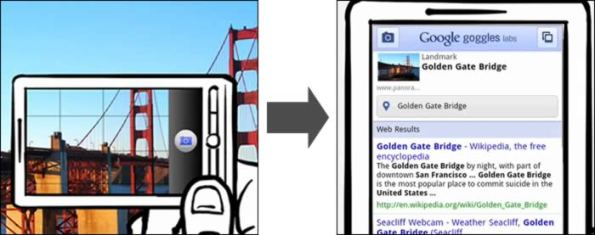 Google goggles labs
Landmark
Golden Gate Bridge
www.panora...
Golden Gate Bridge
Web Results
Golden Gate Bridge - Wikipedia, the free
encyclopedia
The Golden Gate Bridge by night, with part of
downtown San Francisco ... Golden Gate Bridge
is the most popular place to commit suicide in the
United States ...
http://en.wikipedia.org/wiki/Golden_Gate_Bridge
Seacliff Webcam - Weather Seacliff, Golden
Gate Bridge (Seacliff